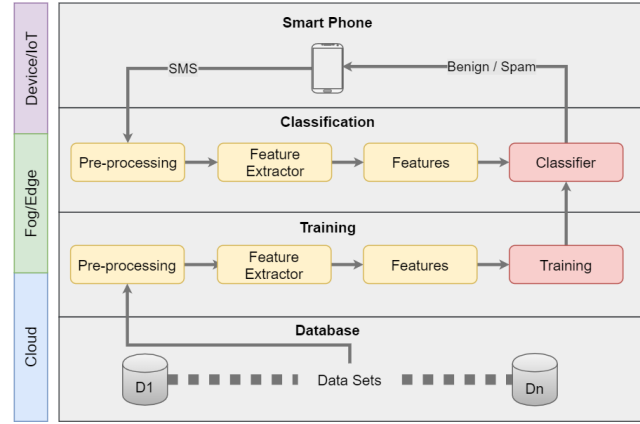 Smart Phone
Device/IoT
SMS
Benign / Spam
Classification
Fog/Edge
Pre-processing
Feature
Extractor
Features
Classifier
Training
Pre-processing
Feature
Extractor
Features
Training
Cloud
Database
D1
Data Sets
Dn